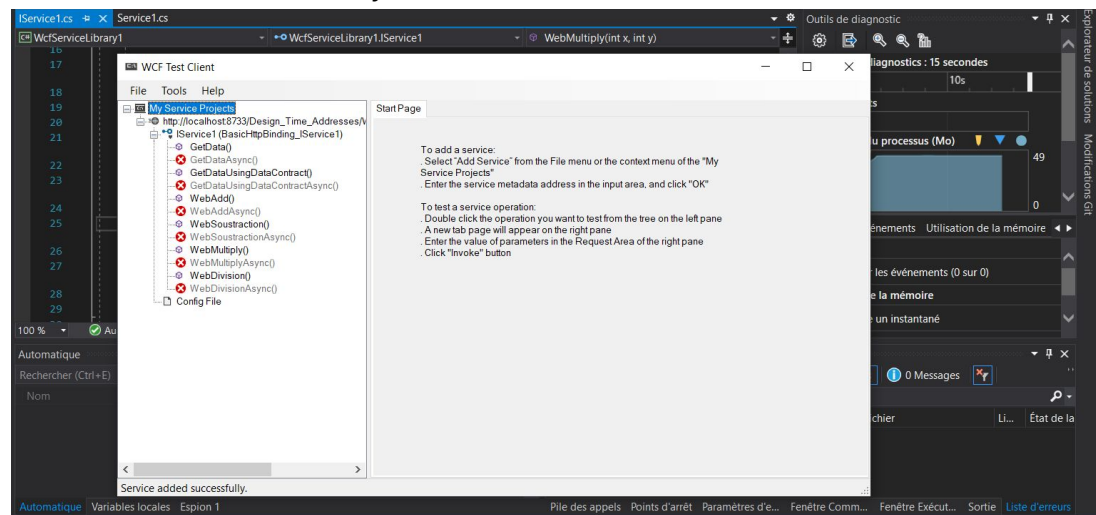 IService1.cs Service1.cs
WcfServiceLibrary1 WcfServiceLibrary1.IService1 WebMultiply(int x, int y)
16
17
18
19
20
21
22
23
24
25
26
27
28
29
100 %
WCF Test Client
File Tools Help
My Service Projects
http://localhost:8733/Design_Time_Addresses/
IService1 (BasicHttpBinding_IService1)
GetData()
GetDataAsync()
GetDataUsingDataContract()
GetDataUsingDataContractAsync()
WebAdd()
WebAddAsync()
WebSoustraction()
WebSoustractionAsync()
WebMultiply()
WebMultiplyAsync()
WebDivision()
WebDivisionAsync()
Config File
Start Page
To add a service:
. Select "Add Service" from the File menu or the context menu of the "My
Service Projects"
. Enter the service metadata address in the input area, and click "OK"
To test a service operation:
. Double click the operation you want to test from the tree on the left pane
. A new tab page will appear on the right pane
. Enter the value of parameters in the Request Area of the right pane
. Click "Invoke" button
Service added successfully.
Outils de diagnostic
diagnostics : 15 secondes
10s
u processus (Mo)
49
0
énements Utilisation de la mémoire
les événements (0 sur 0)
e la mémoire
un instantané
Explorateur de solutions
Modifications Git
Automatique
Rechercher (Ctrl+E)
Nom
0 Messages
ichier Li... État de la
Automatique Variables locales Espion 1
Pile des appels Points d'arrêt Paramètres d'e... Fenêtre Comm... Fenêtre Exécut... Sortie Liste d'erreurs